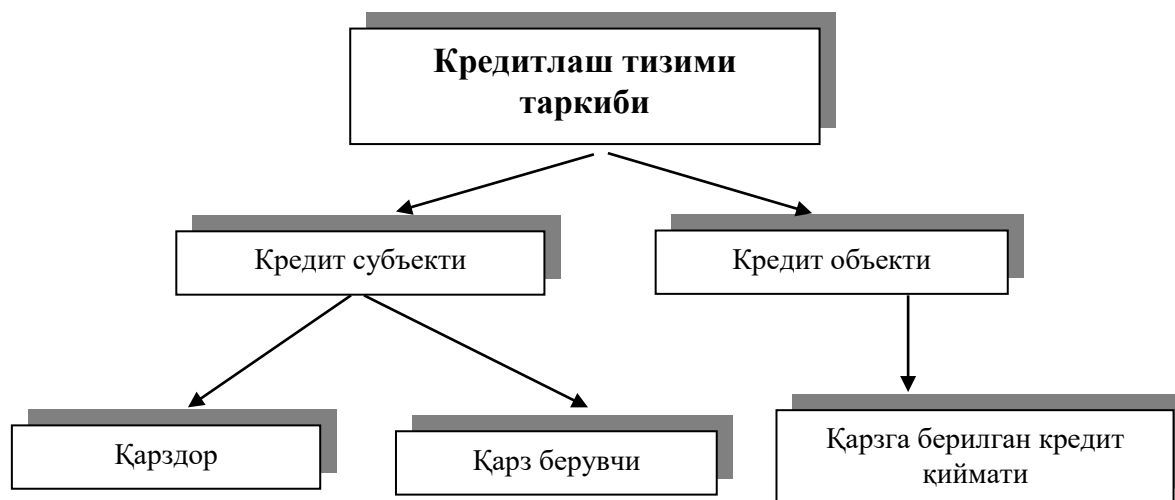 Кредитлаш тизими
таркиби
Кредит субъекти
Кредит объекти
Қарздор
Қарз берувчи
Қарзга берилган кредит
қиймати